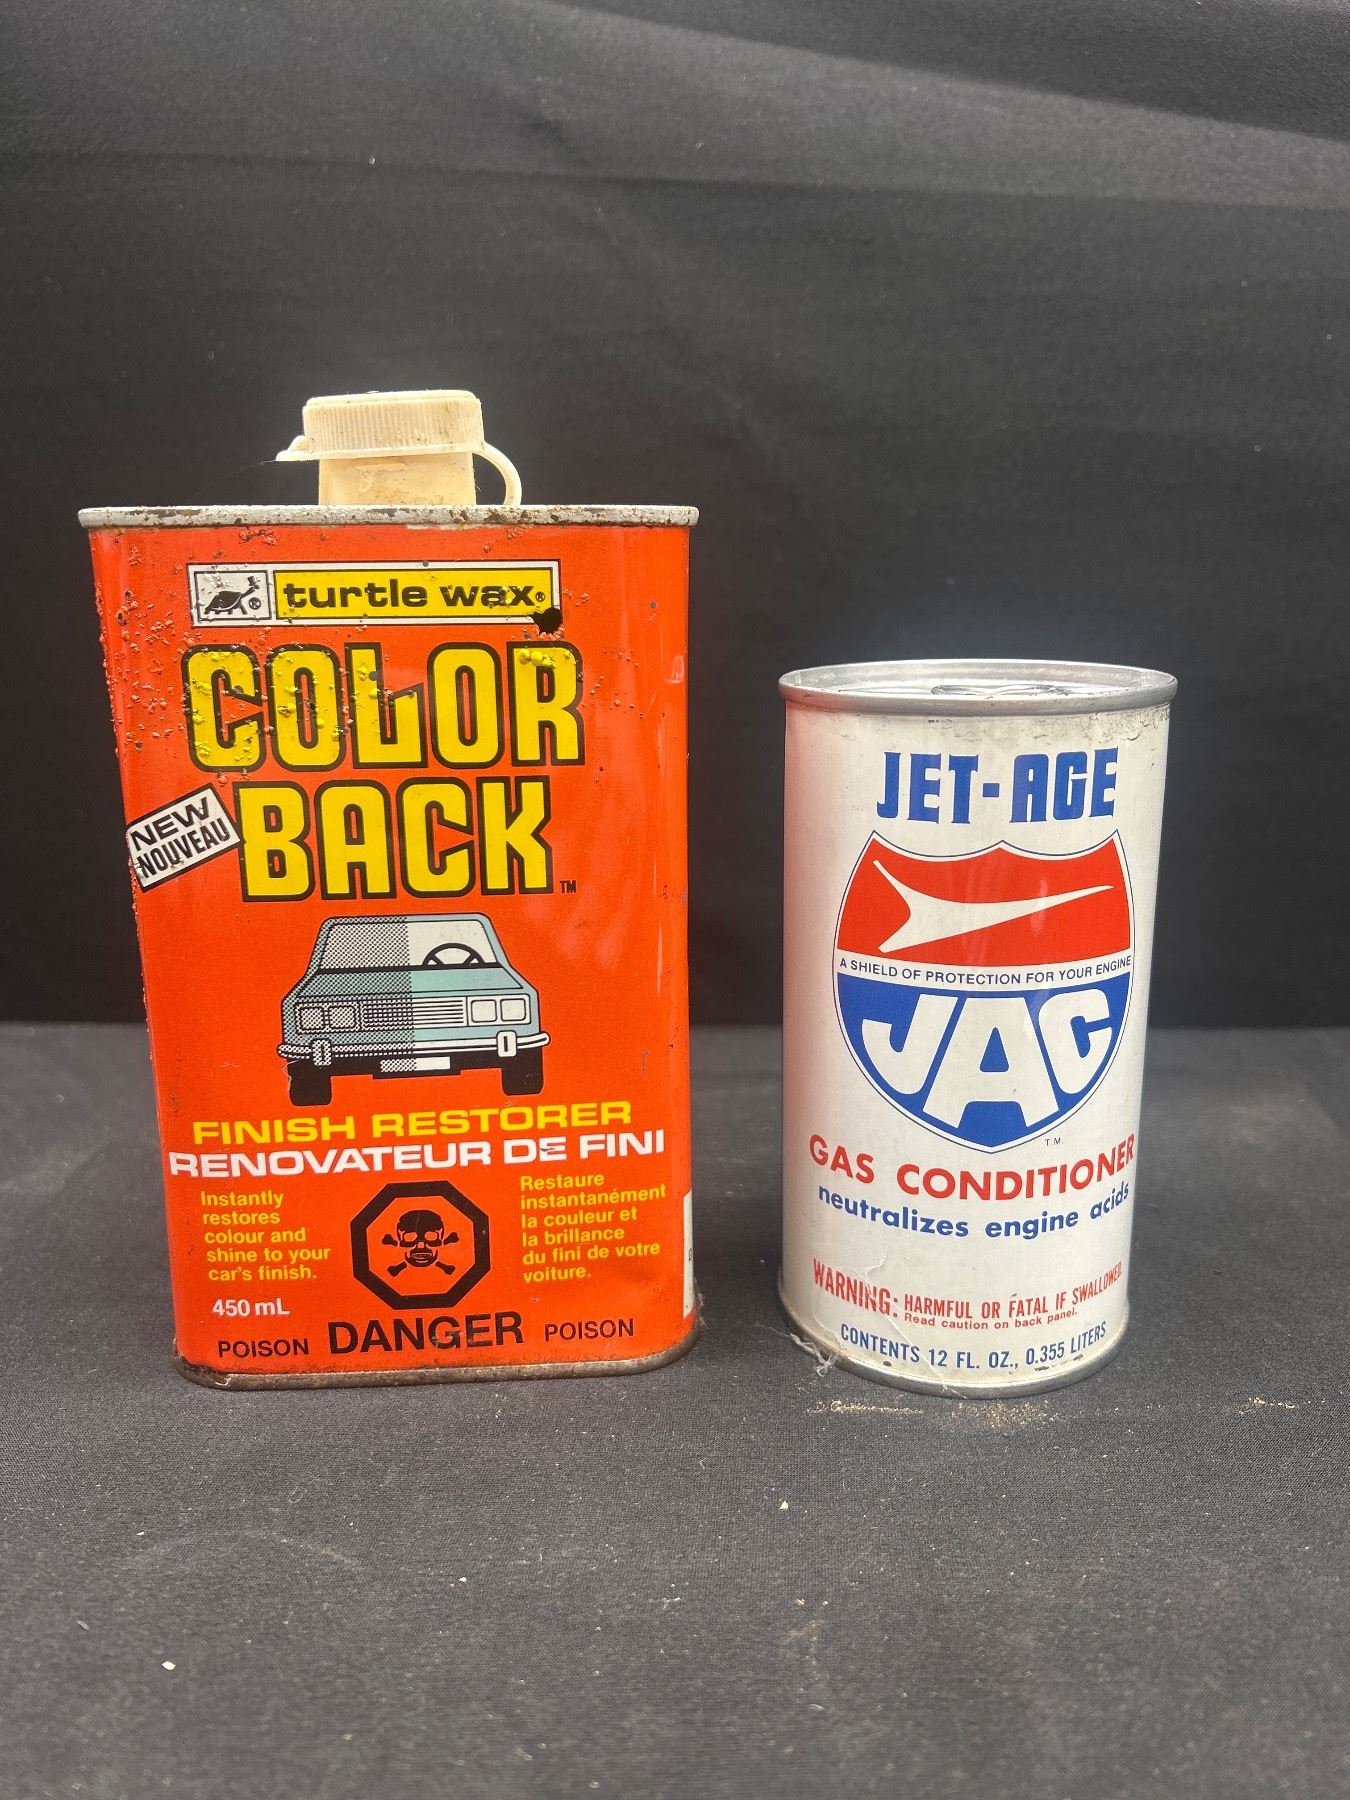 turtle wax®
COLOR
BACK™
NEW
NOUVEAU
FINISH RESTORER
RENOVATEUR DE FINI
Instantly
restores
colour and
shine to your
car's finish.
Restaure
instantanément
la couleur et
la brillance
du fini de votre
voiture.
450 mL
POISON DANGER POISON
JET-AGE
A SHIELD OF PROTECTION FOR YOUR ENGINE
JAC
T.M.
GAS CONDITIONER
neutralizes engine acids
WARNING: HARMFUL OR FATAL IF SWALLOWED.
Read caution on back panel.
CONTENTS 12 FL. OZ., 0.355 LITERS